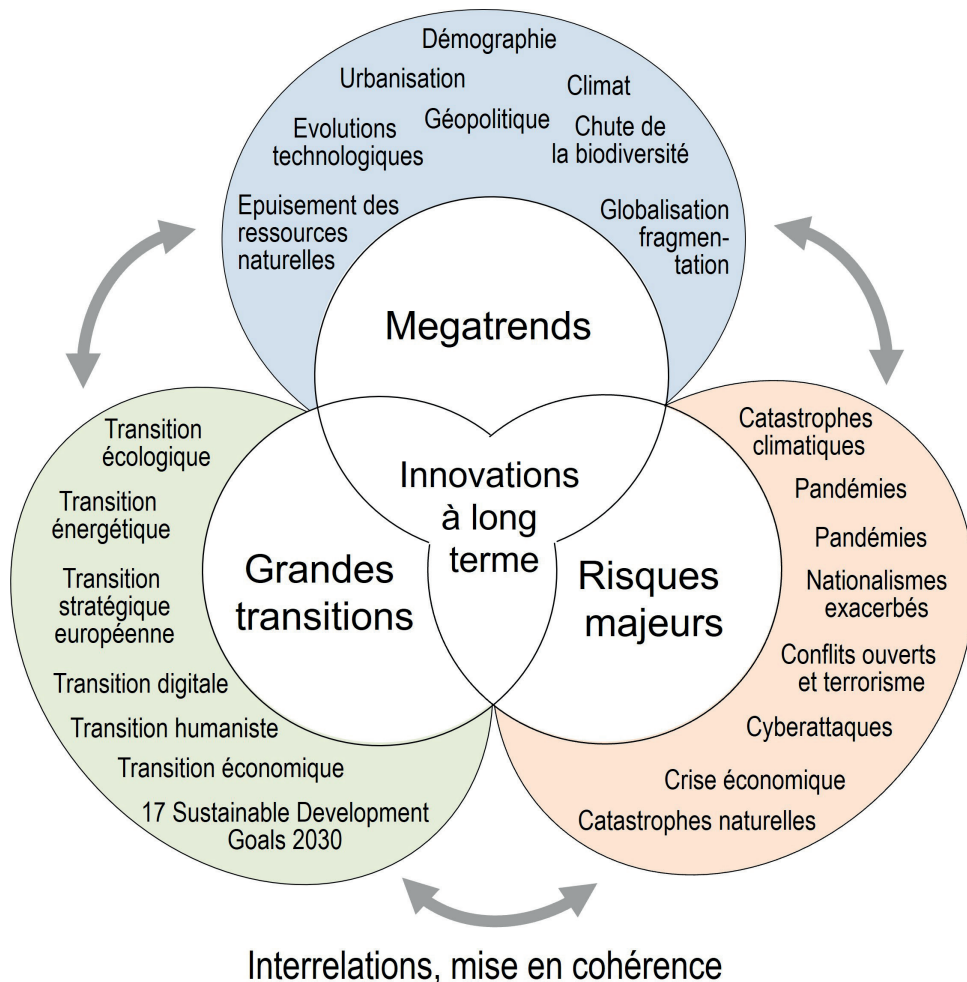 Démographie
Urbanisation
Climat
Géopolitique
Evolutions
technologiques
Chute de
la biodiversité
Epuisement des
ressources
naturelles
Globalisation
fragmen-
tation
Megatrends
Transition
écologique
Transition
énergétique
Transition
stratégique
européenne
Transition digitale
Transition humaniste
Transition économique
17 Sustainable Development
Goals 2030
Grandes
transitions
Innovations
à long
terme
Risques
majeurs
Catastrophes
climatiques
Pandémies
Pandémies
Nationalismes
exacerbés
Conflits ouverts
et terrorisme
Cyberattaques
Crise économique
Catastrophes naturelles
Interrelations, mise en cohérence